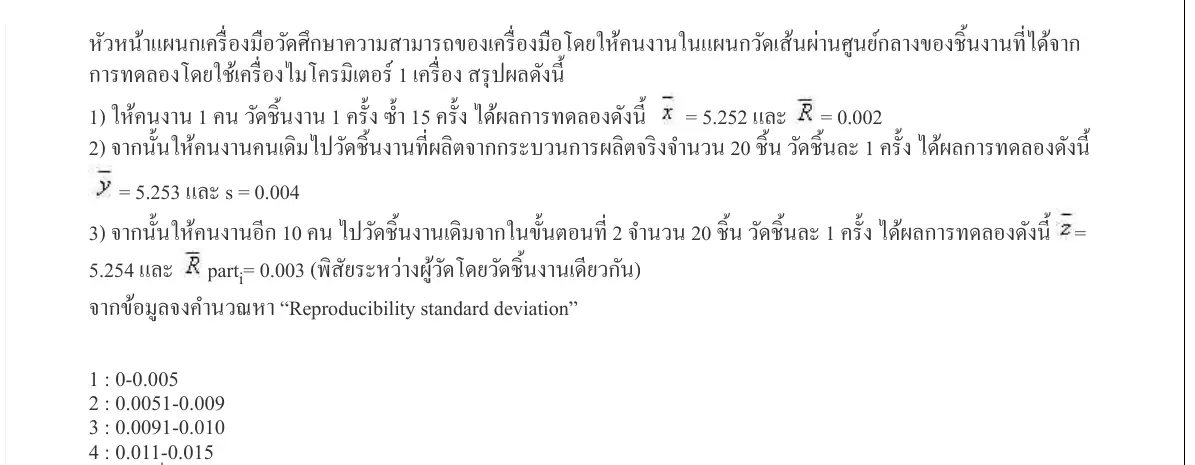 หัวหน้าแผนกเครื่องมือวัดศึกษาความสามารถของเครื่องมือโดยให้คนงานในแผนกวัดเส้นผ่านศูนย์กลางของชิ้นงานที่ได้จาก
การทดลองโดยใช้เครื่องไมโครมิเตอร์ 1 เครื่อง สรุปผลดังนี้
1) ให้คนงาน 1 คน วัดชิ้นงาน 1 ครั้ง ซ้ำ 15 ครั้ง ได้ผลการทดลองดังนี้ x̅ = 5.252 และ R̅ = 0.002
2) จากนั้นให้คนงานคนเดิมไปวัดชิ้นงานที่ผลิตจากกระบวนการผลิตจริงจำนวน 20 ชิ้น วัดชิ้นละ 1 ครั้ง ได้ผลการทดลองดังนี้
y̅ = 5.253 และ s = 0.004
3) จากนั้นให้คนงานอีก 10 คน ไปวัดชิ้นงานเดิมจากในขั้นตอนที่ 2 จำนวน 20 ชิ้น วัดชิ้นละ 1 ครั้ง ได้ผลการทดลองดังนี้ z̅ =
5.254 และ R̅ partᵢ= 0.003 (พิสัยระหว่างผู้วัดโดยวัดชิ้นงานเดียวกัน)
จากข้อมูลจงคำนวณหา “Reproducibility standard deviation”
1 : 0-0.005
2 : 0.0051-0.009
3 : 0.0091-0.010
4 : 0.011-0.015